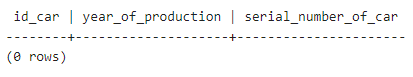 id_car | year_of_production | serial_number_of_car
--------+--------------------+----------------------
(0 rows)